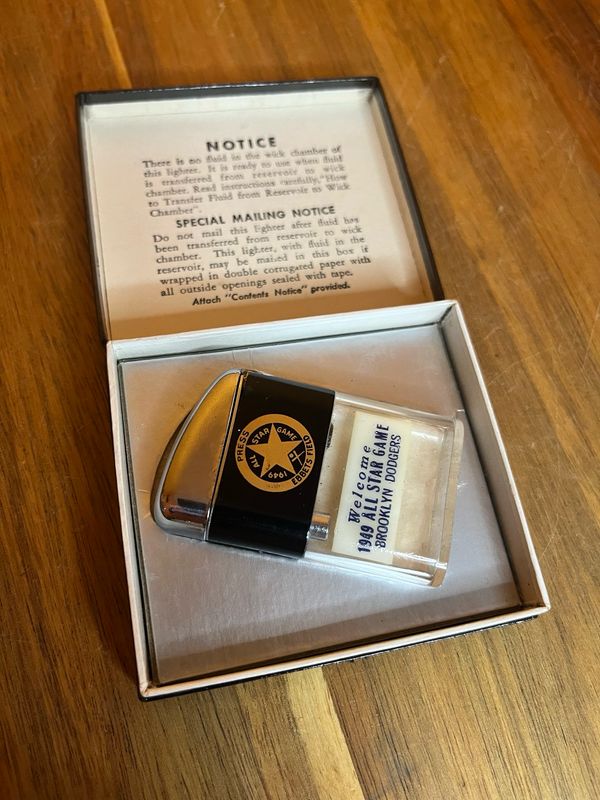 NOTICE
There is no fluid in the wick chamber of
this lighter. It is ready to use when fluid
is transferred from reservoir to wick
chamber. Read instructions carefully, "How
to Transfer Fluid from Reservoir to Wick
Chamber".
SPECIAL MAILING NOTICE
Do not mail this lighter after fluid has
been transferred from reservoir to wick
chamber. This lighter, with fluid in the
reservoir, may be mailed in this box if
wrapped in double corrugated paper with
all outside openings sealed with tape.
Attach "Contents Notice" provided.
PRESS
ALL STAR GAME
1949
EBBETS FIELD
Welcome
1949 ALL STAR GAME
BROOKLYN DODGERS